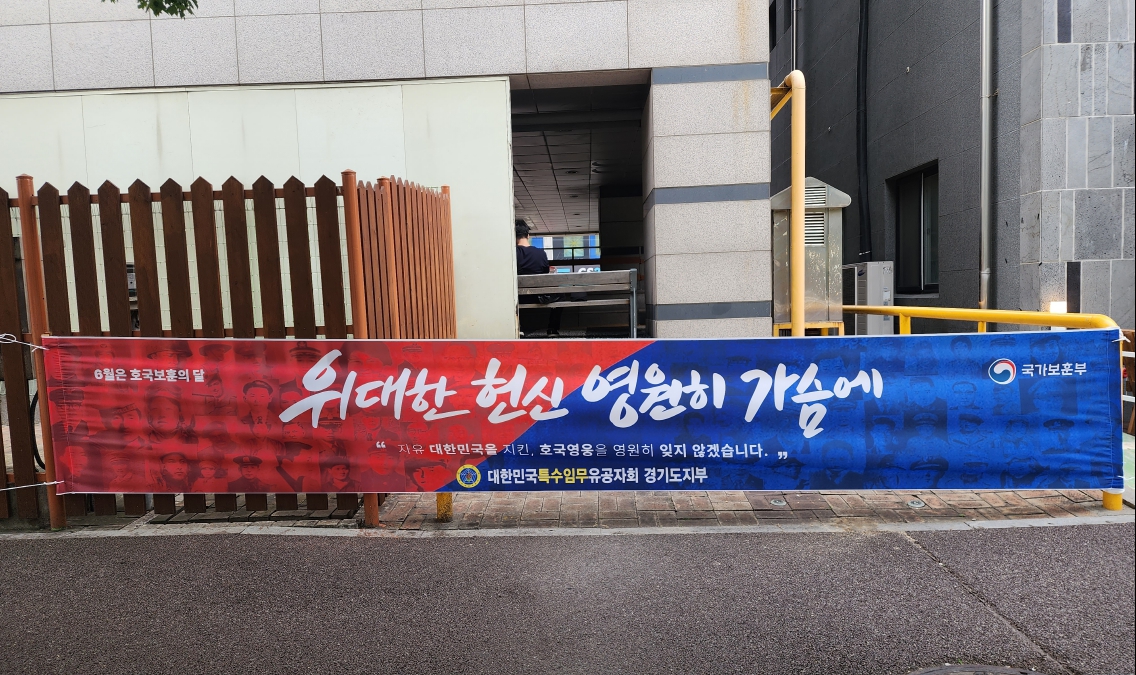 6월은 호국보훈의 달
위대한 헌신 영원히 가슴에
국가보훈부
“ 자유 대한민국을 지킨, 호국영웅을 영원히 잊지 않겠습니다. ”
대한민국특수임무유공자회 경기도지부